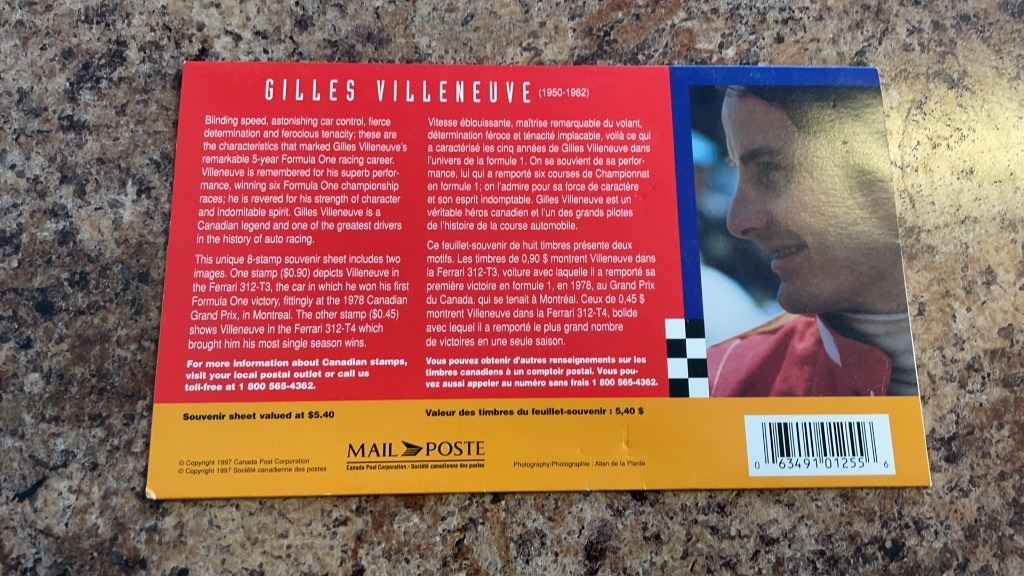 GILLES VILLENEUVE (1950-1982)
Blinding speed, astonishing car control, fierce
determination and ferocious tenacity; these are
the characteristics that marked Gilles Villeneuve's
remarkable 5-year Formula One racing career.
Villeneuve is remembered for his superb perfor-
mance, winning six Formula One championship
races; he is revered for his strength of character
and indomitable spirit. Gilles Villeneuve is a
Canadian legend and one of the greatest drivers
in the history of auto racing.
This unique 8-stamp souvenir sheet includes two
images. One stamp ($0.90) depicts Villeneuve in
the Ferrari 312-T3, the car in which he won his first
Formula One victory, fittingly at the 1978 Canadian
Grand Prix, in Montreal. The other stamp ($0.45)
shows Villeneuve in the Ferrari 312-T4 which
brought him his most single season wins.
For more information about Canadian stamps,
visit your local postal outlet or call us
toll-free at 1 800 565-4362.
Vitesse éblouissante, maîtrise remarquable du volant,
détermination féroce et ténacité implacable, voilà ce qui
a caractérisé les cinq années de Gilles Villeneuve dans
l'univers de la formule 1. On se souvient de sa perfor-
mance, lui qui a remporté six courses de Championnat
en formule 1; on l'admire pour sa force de caractère
et son esprit indomptable. Gilles Villeneuve est un
véritable héros canadien et l'un des grands pilotes
de l'histoire de la course automobile.
Ce feuillet-souvenir de huit timbres présente deux
motifs. Les timbres de 0,90 $ montrent Villeneuve dans
la Ferrari 312-T3, voiture avec laquelle il a remporté sa
première victoire en formule 1, en 1978, au Grand Prix
du Canada, qui se tenait à Montréal. Ceux de 0,45 $
montrent Villeneuve dans la Ferrari 312-T4, bolide
avec lequel il a remporté le plus grand nombre
de victoires en une seule saison.
Vous pouvez obtenir d'autres renseignements sur les
timbres canadiens à un comptoir postal. Vous pou-
vez aussi appeler au numéro sans frais 1 800 565-4362.
Souvenir sheet valued at $5.40
Valeur des timbres du feuillet-souvenir : 5,40 $
© Copyright 1997 Canada Post Corporation
© Copyright 1997 Société canadienne des postes
MAIL POSTE
Canada Post Corporation / Société canadienne des postes
Photography/Photographie : Allan de la Plante
0 63491 01255 6